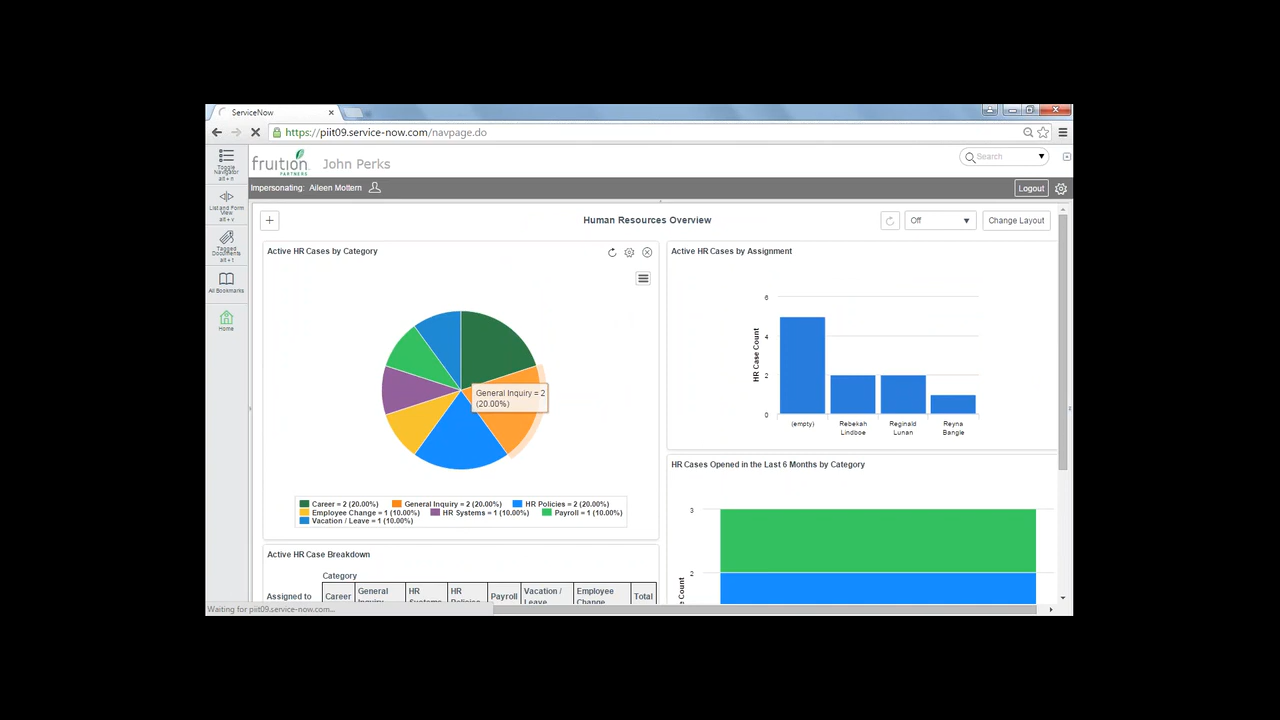 ServiceNow
https://piit09.service-now.com/navpage.do
Toggle
Navigator
alt + n
List and Form
View
alt + v
Tagged
Documents
alt + t
All Bookmarks
Home
fruition
PARTNERS
John Perks
Search
Impersonating: Aileen Mottern
Logout
Human Resources Overview
Off
Change Layout
Active HR Cases by Category
General Inquiry = 2
(20.00%)
Career = 2 (20.00%) General Inquiry = 2 (20.00%) HR Policies = 2 (20.00%)
Employee Change = 1 (10.00%) HR Systems = 1 (10.00%) Payroll = 1 (10.00%)
Vacation / Leave = 1 (10.00%)
Active HR Cases by Assignment
HR Case Count
6
4
2
0
(empty)
Rebekah
Lindboe
Reginald
Lunan
Reyna
Bangle
HR Cases Opened in the Last 6 Months by Category
3
2
Active HR Case Breakdown
Category
Assigned to
Career
General
Inquiry
HR
Systems
HR
Policies
Payroll
Vacation /
Leave
Employee
Change
Total
Waiting for piit09.service-now.com...